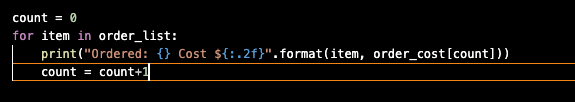 count = 0
for item in order_list:
    print("Ordered: {} Cost ${:.2f}".format(item, order_cost[count]))
    count = count+1